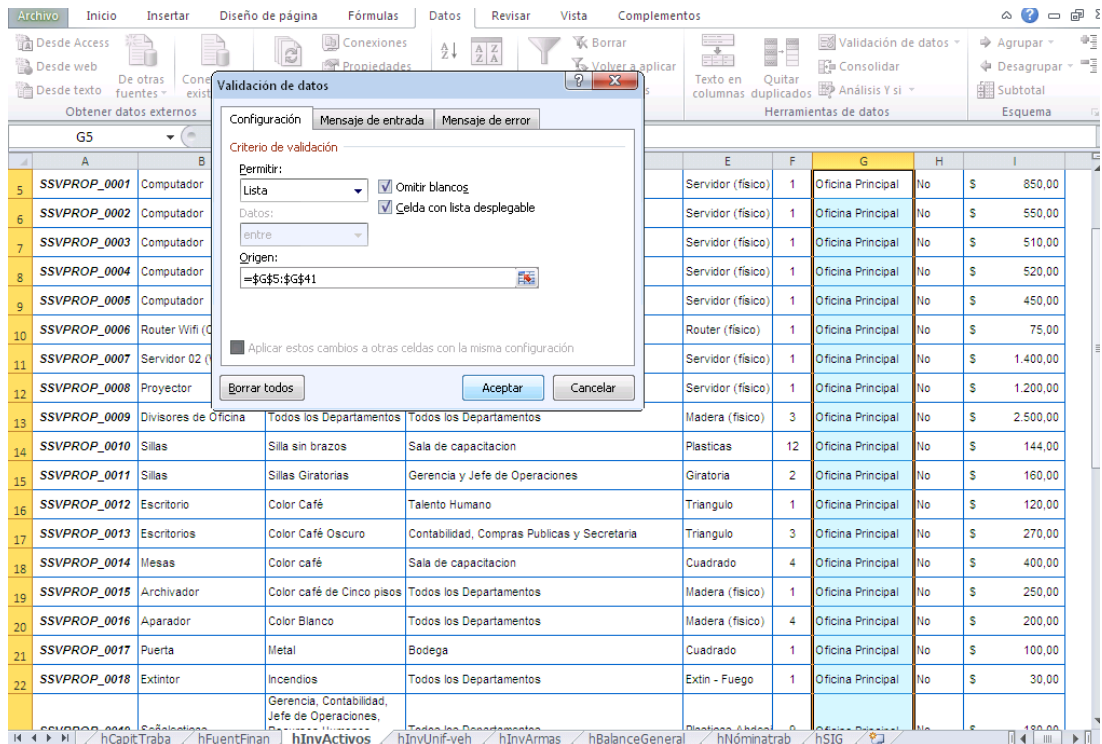 Archivo Inicio Insertar Diseño de página Fórmulas Datos Revisar Vista Complementos
Desde Access
Desde web
Desde texto
De otras fuentes
Obtener datos externos
Conexiones
Propiedades
Borrar
Volver a aplicar
Texto en columnas
Quitar duplicados
Validación de datos
Consolidar
Análisis Y si
Herramientas de datos
Agrupar
Desagrupar
Subtotal
Esquema
G5
Validación de datos
Configuración Mensaje de entrada Mensaje de error
Criterio de validación
Permitir:
Lista
Omitir blancos
Celda con lista desplegable
Datos:
entre
Origen:
=$G$5:$G$41
Aplicar estos cambios a otras celdas con la misma configuración
Borrar todos Aceptar Cancelar
A B E F G H I
5 SSVPROP_0001 Computador Servidor (físico) 1 Oficina Principal No $ 850,00
6 SSVPROP_0002 Computador Servidor (físico) 1 Oficina Principal No $ 550,00
7 SSVPROP_0003 Computador Servidor (físico) 1 Oficina Principal No $ 510,00
8 SSVPROP_0004 Computador Servidor (físico) 1 Oficina Principal No $ 520,00
9 SSVPROP_0005 Computador Servidor (físico) 1 Oficina Principal No $ 450,00
10 SSVPROP_0006 Router Wifi Router (físico) 1 Oficina Principal No $ 75,00
11 SSVPROP_0007 Servidor 02 Servidor (físico) 1 Oficina Principal No $ 1.400,00
12 SSVPROP_0008 Proyector Servidor (físico) 1 Oficina Principal No $ 1.200,00
13 SSVPROP_0009 Divisores de Oficina Todos los Departamentos Todos los Departamentos Madera (fisico) 3 Oficina Principal No $ 2.500,00
14 SSVPROP_0010 Sillas Silla sin brazos Sala de capacitacion Plasticas 12 Oficina Principal No $ 144,00
15 SSVPROP_0011 Sillas Sillas Giratorias Gerencia y Jefe de Operaciones Giratoria 2 Oficina Principal No $ 160,00
16 SSVPROP_0012 Escritorio Color Café Talento Humano Triangulo 1 Oficina Principal No $ 120,00
17 SSVPROP_0013 Escritorios Color Café Oscuro Contabilidad, Compras Publicas y Secretaria Triangulo 3 Oficina Principal No $ 270,00
18 SSVPROP_0014 Mesas Color café Sala de capacitacion Cuadrado 4 Oficina Principal No $ 400,00
19 SSVPROP_0015 Archivador Color café de Cinco pisos Todos los Departamentos Madera (fisico) 1 Oficina Principal No $ 250,00
20 SSVPROP_0016 Aparador Color Blanco Todos los Departamentos Madera (fisico) 4 Oficina Principal No $ 200,00
21 SSVPROP_0017 Puerta Metal Bodega Cuadrado 1 Oficina Principal No $ 100,00
22 SSVPROP_0018 Extintor Incendios Todos los Departamentos Extin - Fuego 1 Oficina Principal No $ 30,00
Gerencia, Contabilidad,
Jefe de Operaciones,
hCapitTraba hFuentFinan hInvActivos hInvUnif-veh hInvArmas hBalanceGeneral hNóminatrab hSIG